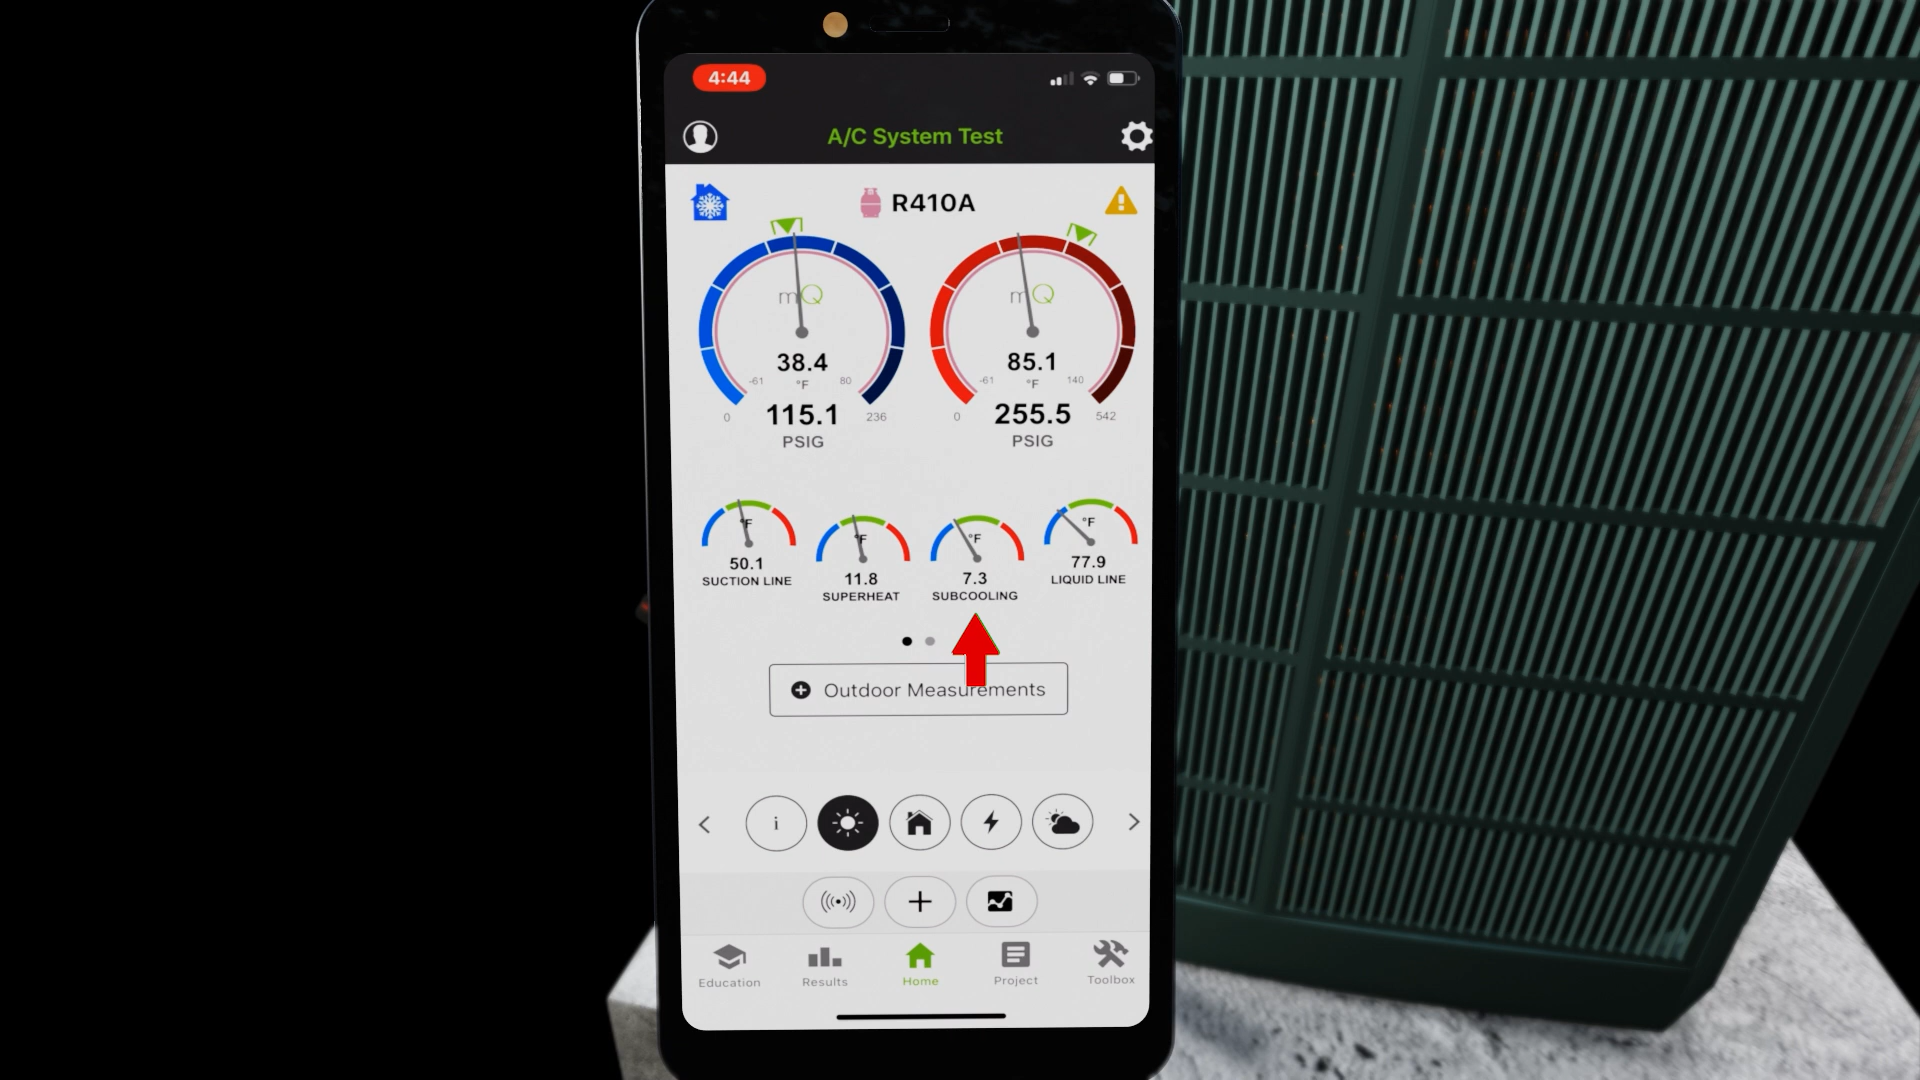 4:44
A/C System Test
R410A
mQ
38.4
-61 °F 80
0 115.1 236
PSIG
mQ
85.1
-61 °F 140
0 255.5 542
PSIG
°F
50.1
SUCTION LINE
°F
11.8
SUPERHEAT
°F
7.3
SUBCOOLING
°F
77.9
LIQUID LINE
Outdoor Measurements
i
Education
Results
Home
Project
Toolbox